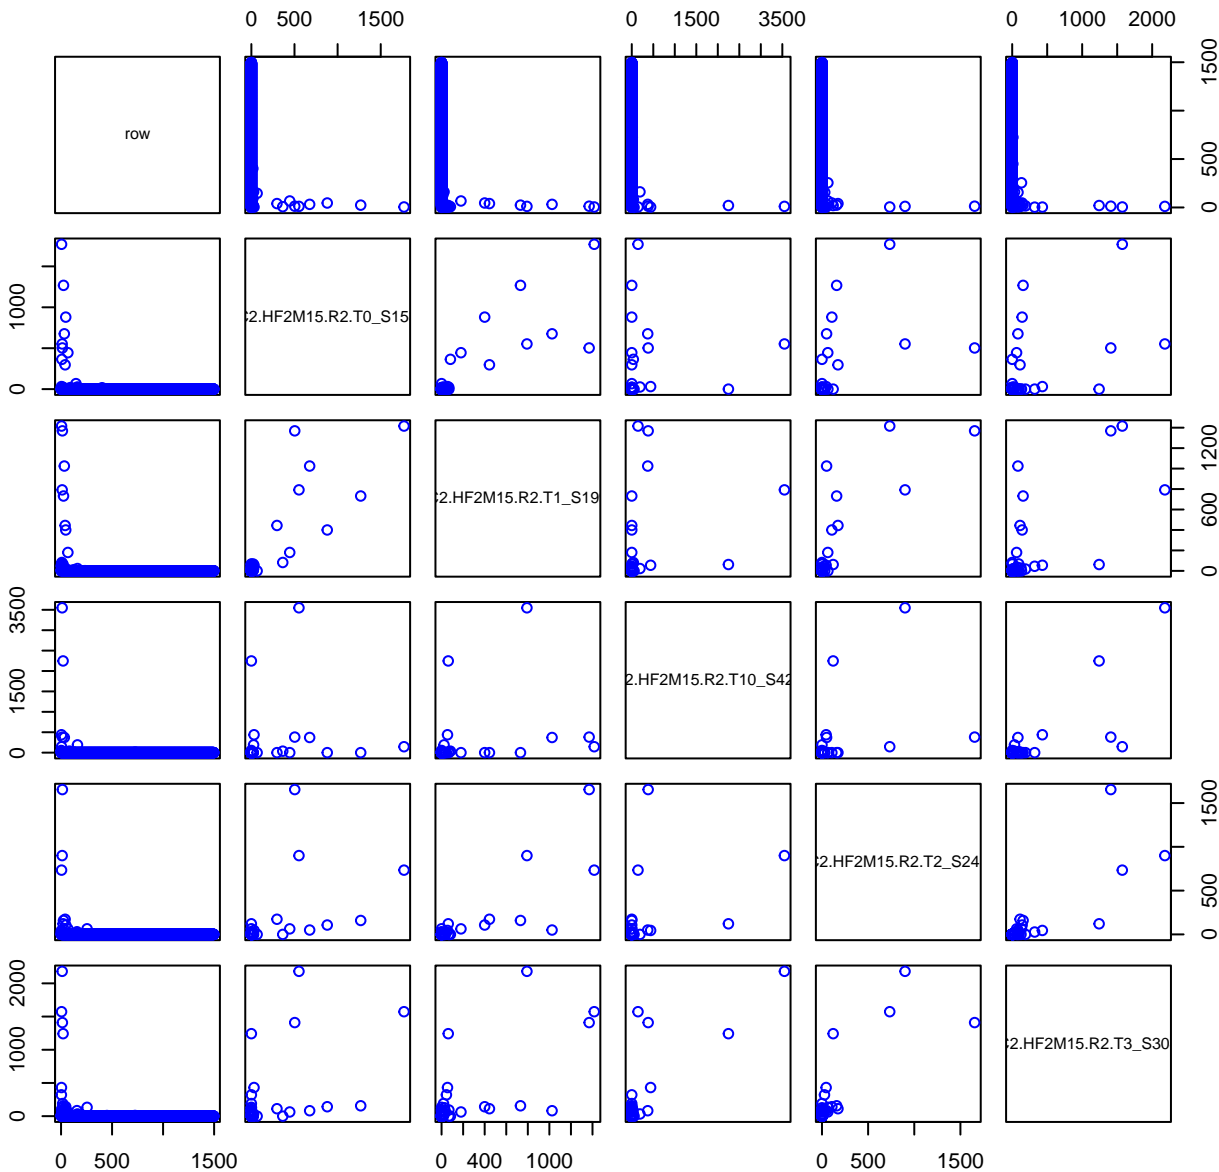 0 500 1500 0 1500 3500 0 1000 2000
row 500 1500
0 1000 C2.HF2M15.R2.T0_S15
C2.HF2M15.R2.T1_S19 0 600 1200
0 1500 3500 2.HF2M15.R2.T10_S42
C2.HF2M15.R2.T2_S24 0 500 1500
0 1000 2000 C2.HF2M15.R2.T3_S30
0 500 1500 0 400 1000 0 500 1500